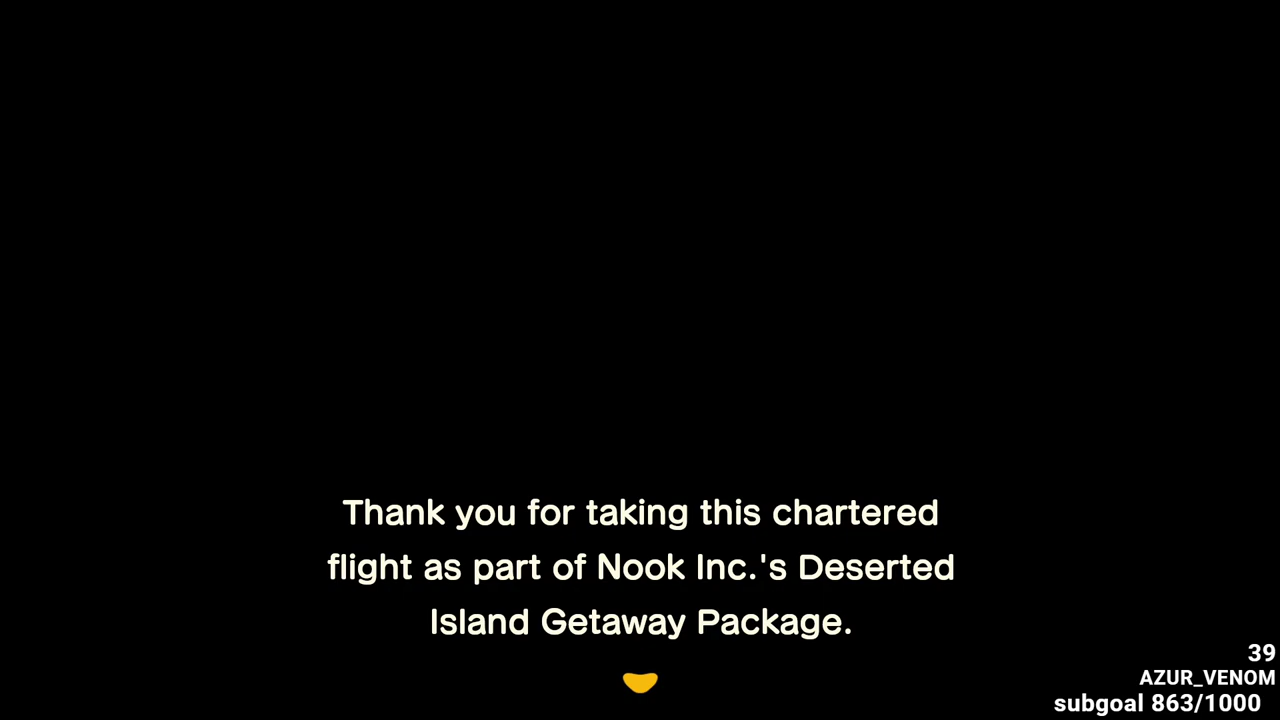 Thank you for taking this chartered
flight as part of Nook Inc.'s Deserted
Island Getaway Package.
39
AZUR_VENOM
subgoal 863/1000